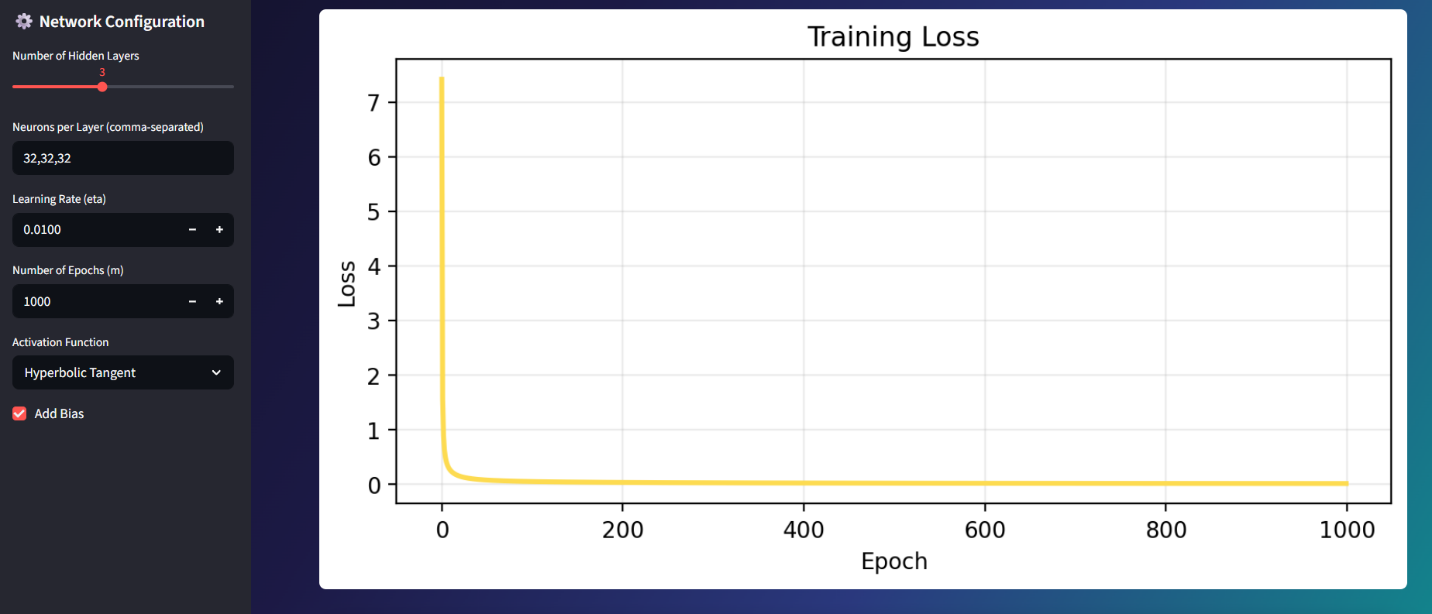 Network Configuration
Number of Hidden Layers
3
Neurons per Layer (comma-separated)
32,32,32
Learning Rate (eta)
0.0100
Number of Epochs (m)
1000
Activation Function
Hyperbolic Tangent
Add Bias
Training Loss
7
6
5
4
3
2
1
0
Loss
0 200 400 600 800 1000
Epoch